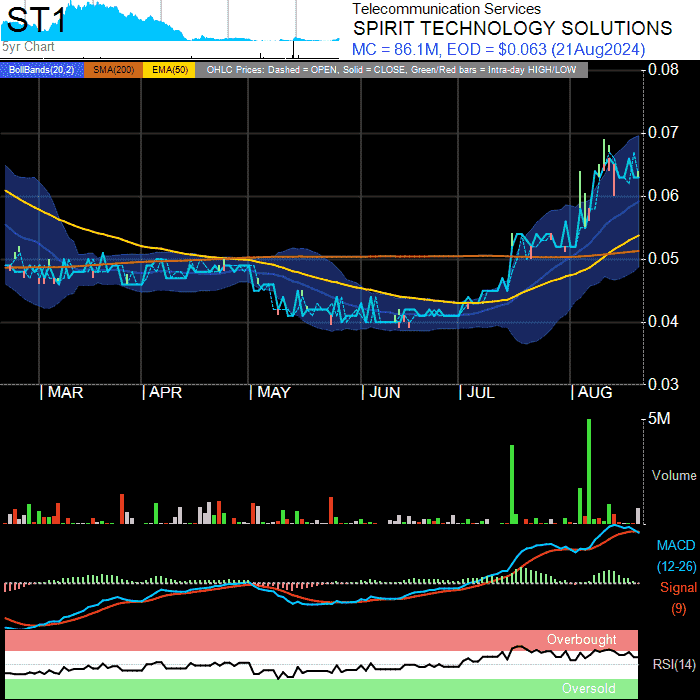 ST1
5yr Chart
Telecommunication Services
SPIRIT TECHNOLOGY SOLUTIONS
MC = 86.1M, EOD = $0.063 (21Aug2024)
BollBands(20,2) SMA(200) EMA(50) OHLC Prices: Dashed = OPEN, Solid = CLOSE, Green/Red bars = Intra-day HIGH/LOW
0.08
0.07
0.06
0.05
0.04
0.03
MAR APR MAY JUN JUL AUG
5M
Volume
MACD
(12-26)
Signal
(9)
Overbought
RSI(14)
Oversold